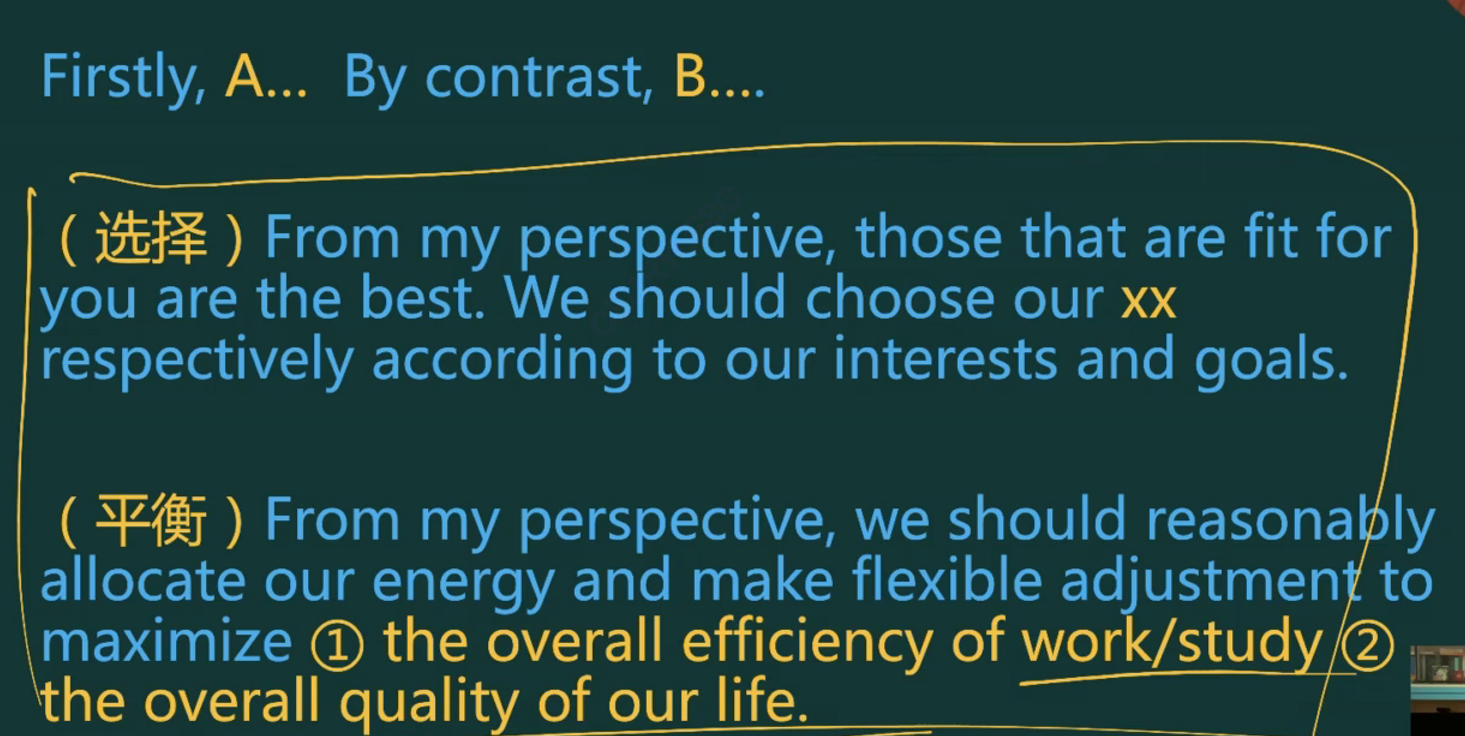 Firstly, A... By contrast, B....
（选择）From my perspective, those that are fit for
you are the best. We should choose our xx
respectively according to our interests and goals.
（平衡）From my perspective, we should reasonably
allocate our energy and make flexible adjustment to
maximize ① the overall efficiency of work/study ②
the overall quality of our life.